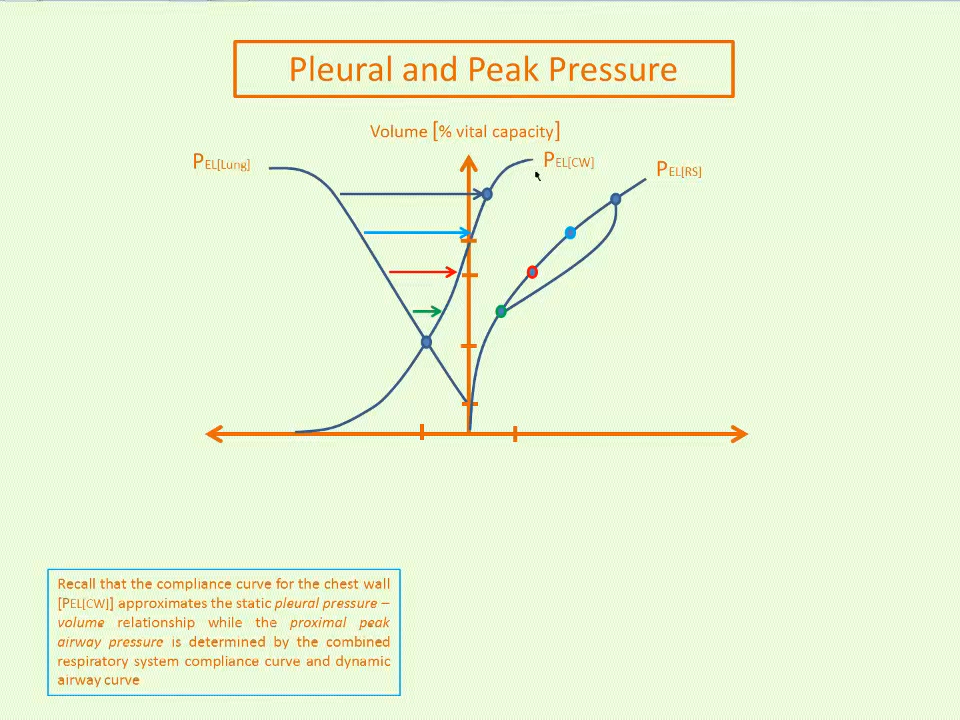 Pleural and Peak Pressure
Volume [% vital capacity]
PEL[Lung]
PEL[CW]
PEL[RS]
Recall that the compliance curve for the chest wall
[PEL[CW]] approximates the static pleural pressure –
volume relationship while the proximal peak
airway pressure is determined by the combined
respiratory system compliance curve and dynamic
airway curve